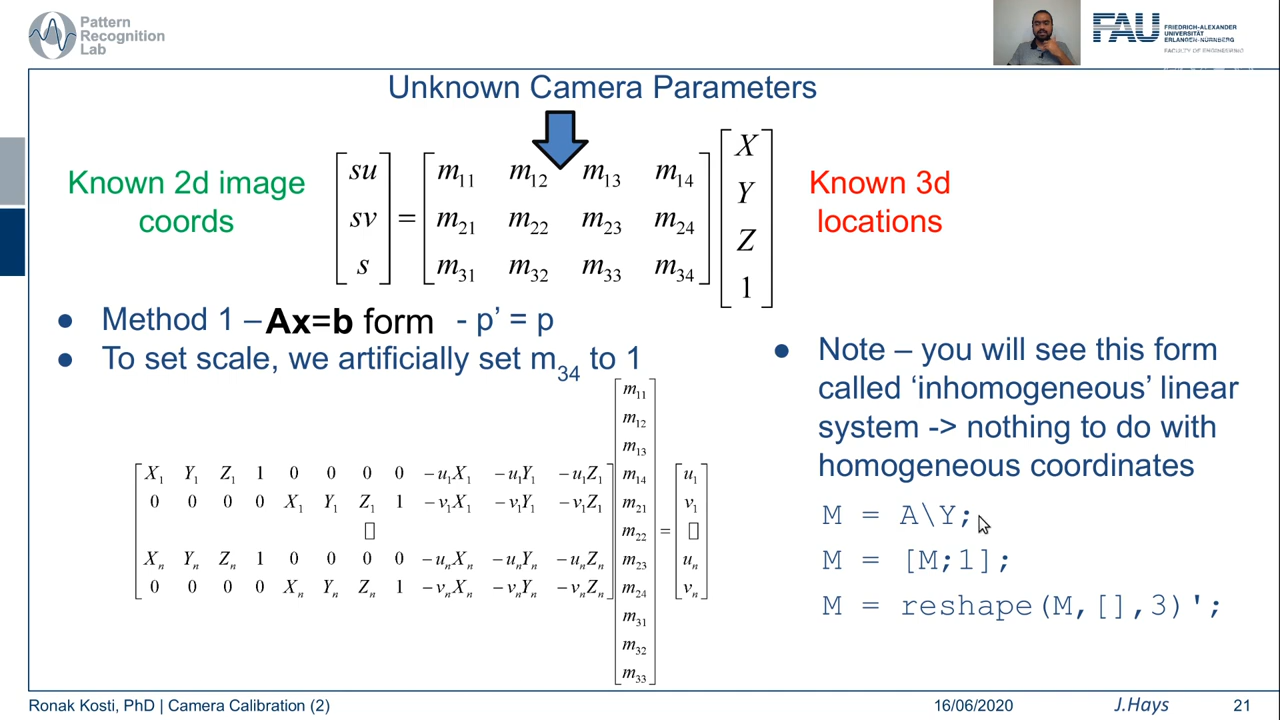 Pattern
Recognition
Lab
FAU
FRIEDRICH-ALEXANDER
UNIVERSITÄT
ERLANGEN-NÜRNBERG
FACULTY OF ENGINEERING
Unknown Camera Parameters
Known 2d image
coords
su m11 m12 m13 m14 X
sv = m21 m22 m23 m24 Y
s m31 m32 m33 m34 Z
1
Known 3d
locations
● Method 1 – Ax=b form - p’ = p
● To set scale, we artificially set m34 to 1
X1 Y1 Z1 1 0 0 0 0 −u1X1 −u1Y1 −u1Z1
0 0 0 0 X1 Y1 Z1 1 −v1X1 −v1Y1 −v1Z1
▯
Xn Yn Zn 1 0 0 0 0 −unXn −unYn −unZn
0 0 0 0 Xn Yn Zn 1 −vnXn −vnYn −vnZn
m11
m12
m13
m14
m21
m22
m23
m24
m31
m32
m33
=
u1
v1
▯
un
vn
● Note – you will see this form
called ‘inhomogeneous’ linear
system -> nothing to do with
homogeneous coordinates
M = A\Y;
M = [M;1];
M = reshape(M,[],3)';
Ronak Kosti, PhD | Camera Calibration (2)
16/06/2020
J.Hays
21